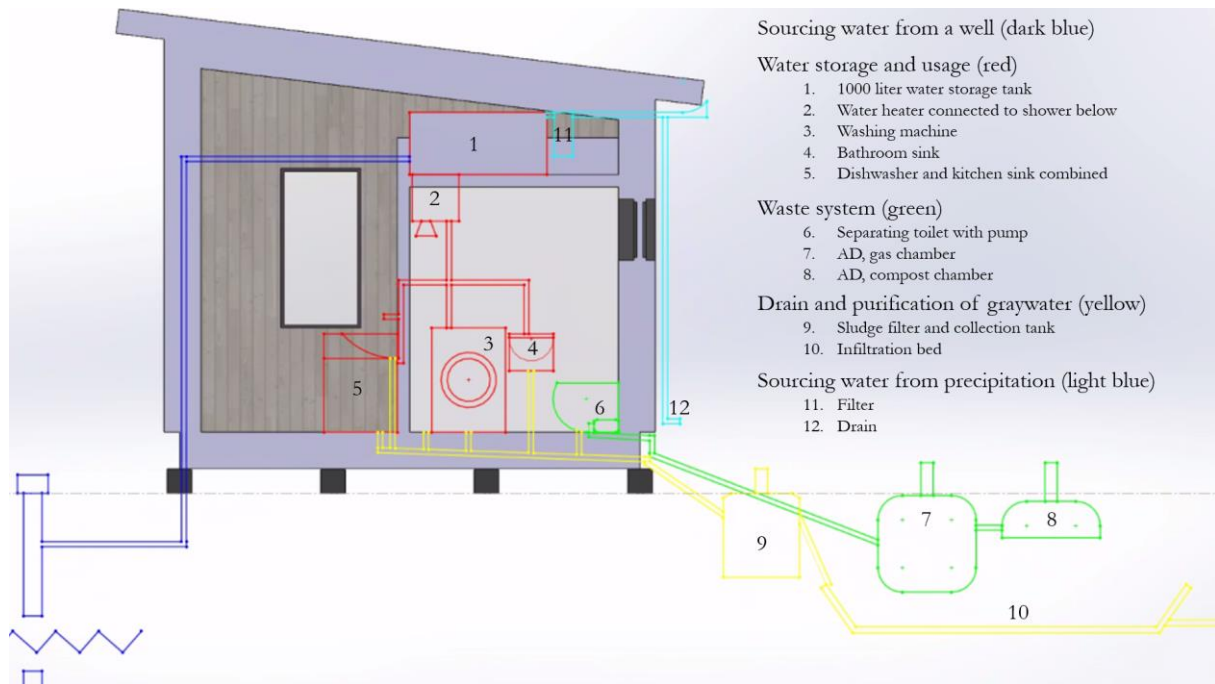 Sourcing water from a well (dark blue)
Water storage and usage (red)
1. 1000 liter water storage tank
2. Water heater connected to shower below
3. Washing machine
4. Bathroom sink
5. Dishwasher and kitchen sink combined
Waste system (green)
6. Separating toilet with pump
7. AD, gas chamber
8. AD, compost chamber
Drain and purification of graywater (yellow)
9. Sludge filter and collection tank
10. Infiltration bed
Sourcing water from precipitation (light blue)
11. Filter
12. Drain
1
11
2
3
4
5
6
12
7
8
9
10